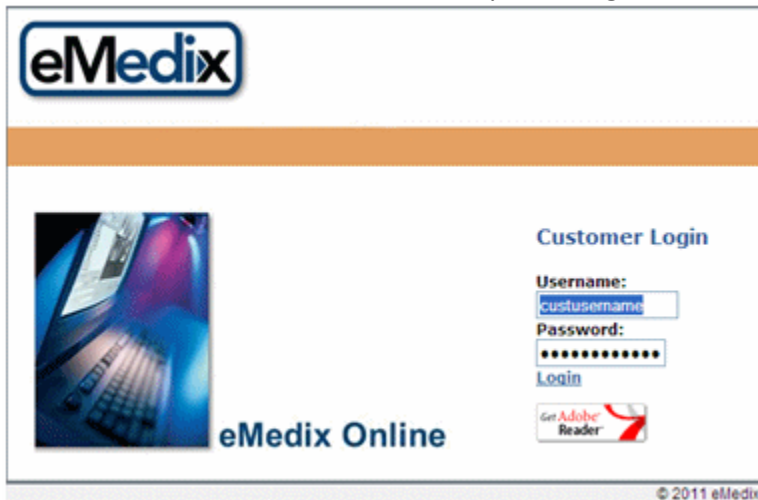 eMedix
Customer Login
Username:
custusername
Password:
••••••••••••
Login
Get Adobe
Reader
eMedix Online
© 2011 eMedix